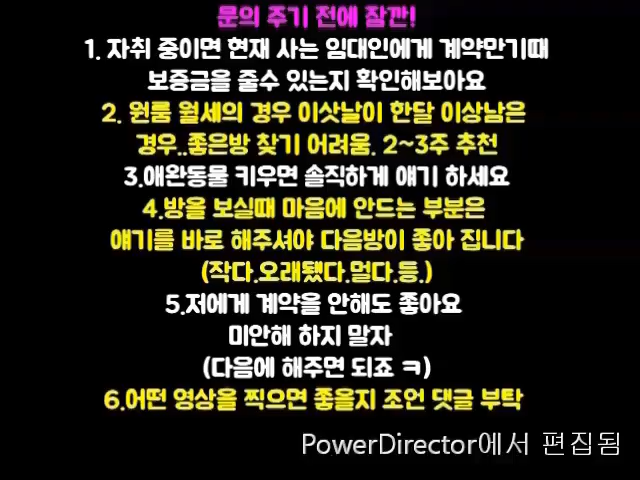 문의 주기 전에 잠깐!
1. 자취 중이면 현재 사는 임대인에게 계약만기때
보증금을 줄수 있는지 확인해보아요
2. 원룸 월세의 경우 이삿날이 한달 이상남은
경우..좋은방 찾기 어려움. 2~3주 추천
3.애완동물 키우면 솔직하게 얘기 하세요
4.방을 보실때 마음에 안드는 부분은
얘기를 바로 해주셔야 다음방이 좋아 집니다
(작다.오래됐다.멀다.등.)
5.저에게 계약을 안해도 좋아요
미안해 하지 말자
(다음에 해주면 되죠 ㅋ)
6.어떤 영상을 찍으면 좋을지 조언 댓글 부탁
PowerDirector에서 편집됨